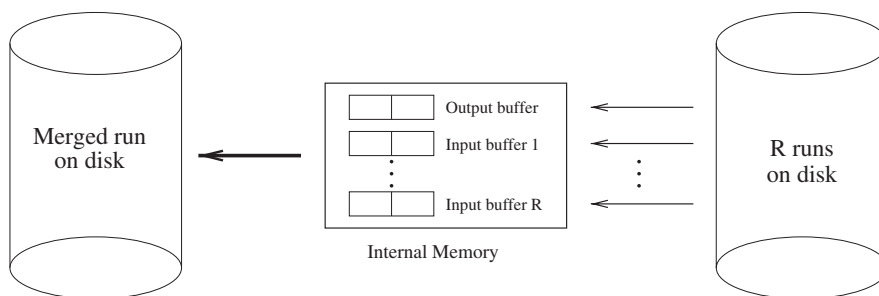 Merged run
on disk
Output buffer
Input buffer 1
Input buffer R
Internal Memory
R runs
on disk